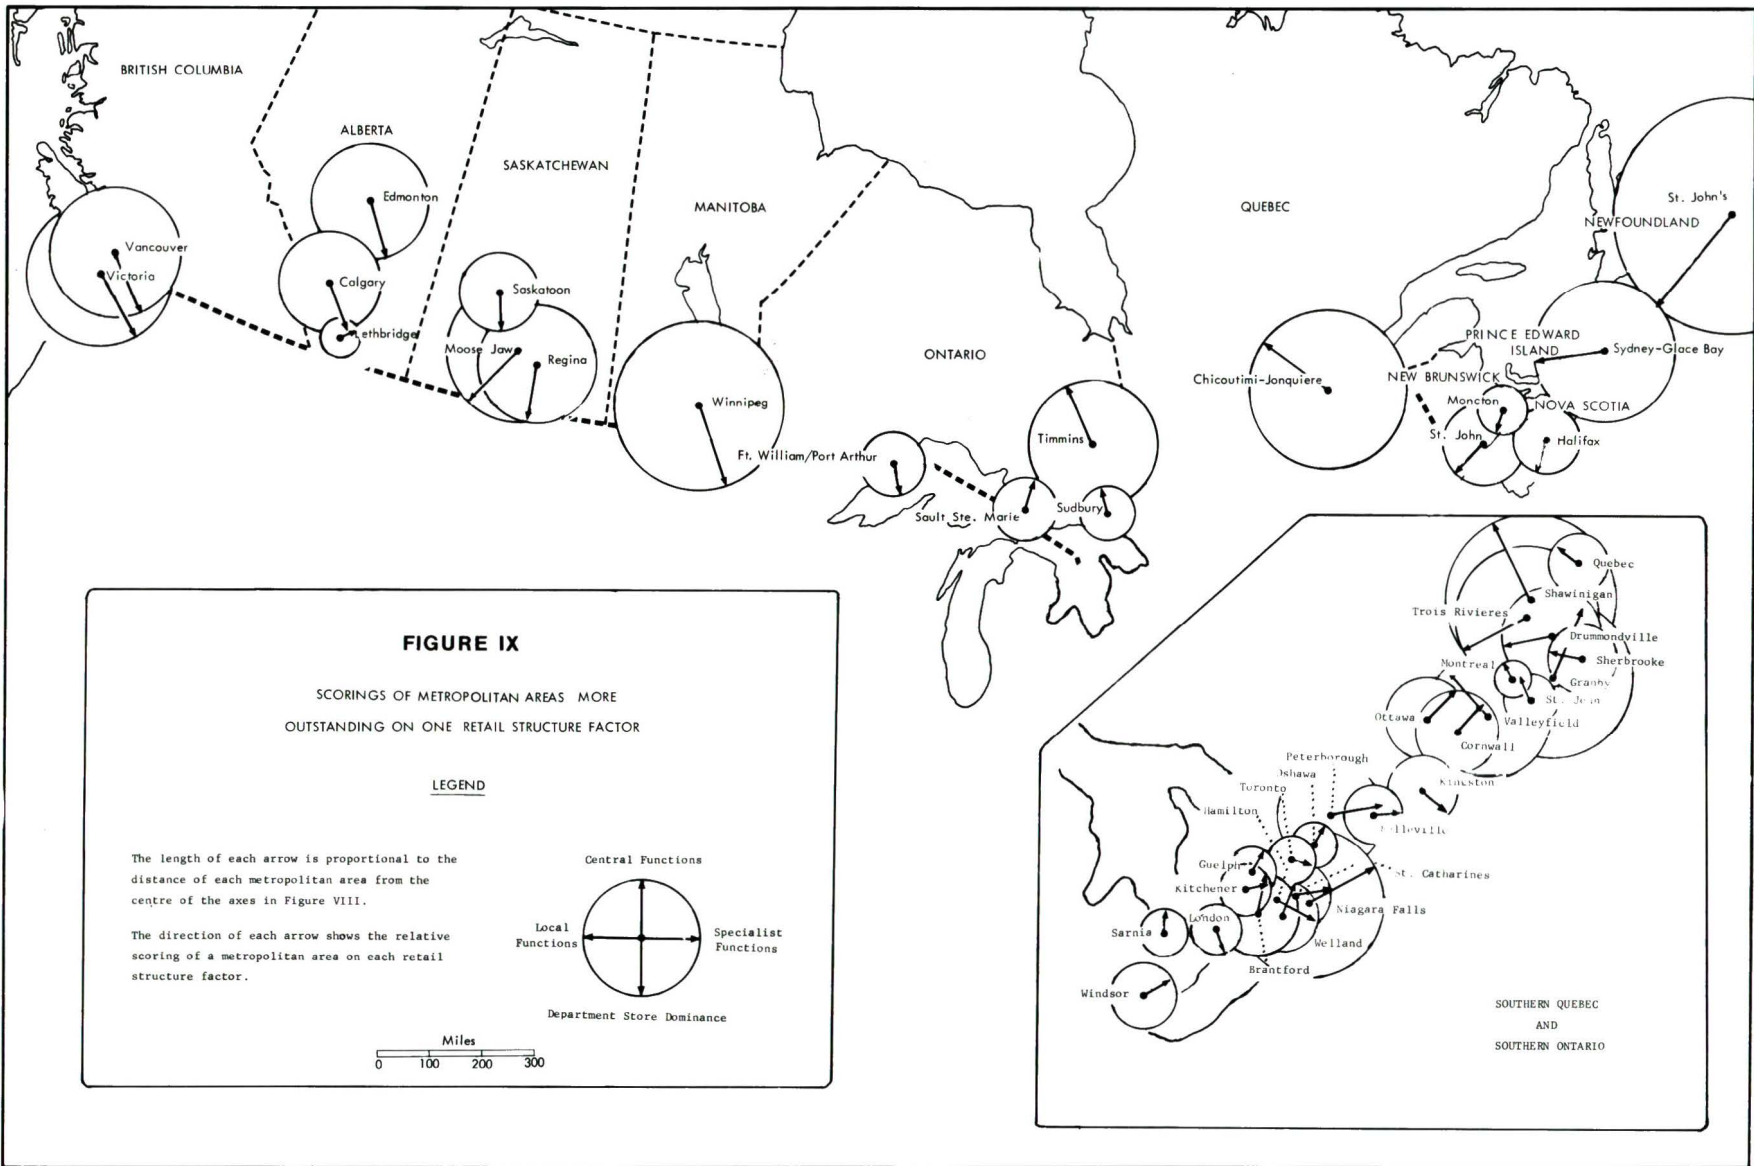 BRITISH COLUMBIA
ALBERTA
SASKATCHEWAN
MANITOBA
ONTARIO
QUEBEC
NEWFOUNDLAND
PRINCE EDWARD
ISLAND
NEW BRUNSWICK
NOVA SCOTIA
Vancouver
Victoria
Edmonton
Calgary
Lethbridge
Saskatoon
Moose Jaw
Regina
Winnipeg
Ft. William/Port Arthur
Sault Ste. Marie
Sudbury
Timmins
Chicoutimi-Jonquiere
St. John's
Sydney-Glace Bay
Moncton
St. John
Halifax
FIGURE IX
SCORINGS OF METROPOLITAN AREAS MORE
OUTSTANDING ON ONE RETAIL STRUCTURE FACTOR
LEGEND
The length of each arrow is proportional to the
distance of each metropolitan area from the
centre of the axes in Figure VIII.
The direction of each arrow shows the relative
scoring of a metropolitan area on each retail
structure factor.
Central Functions
Local
Functions
Specialist
Functions
Department Store Dominance
Miles
0 100 200 300
Quebec
Shawinigan
Trois Rivieres
Drummondville
Sherbrooke
Montreal
Granby
St. Jean
Ottawa
Valleyfield
Cornwall
Kingston
Peterborough
Oshawa
Toronto
Hamilton
Belleville
Guelph
St. Catharines
Kitchener
Niagara Falls
London
Sarnia
Welland
Brantford
Windsor
SOUTHERN QUEBEC
AND
SOUTHERN ONTARIO